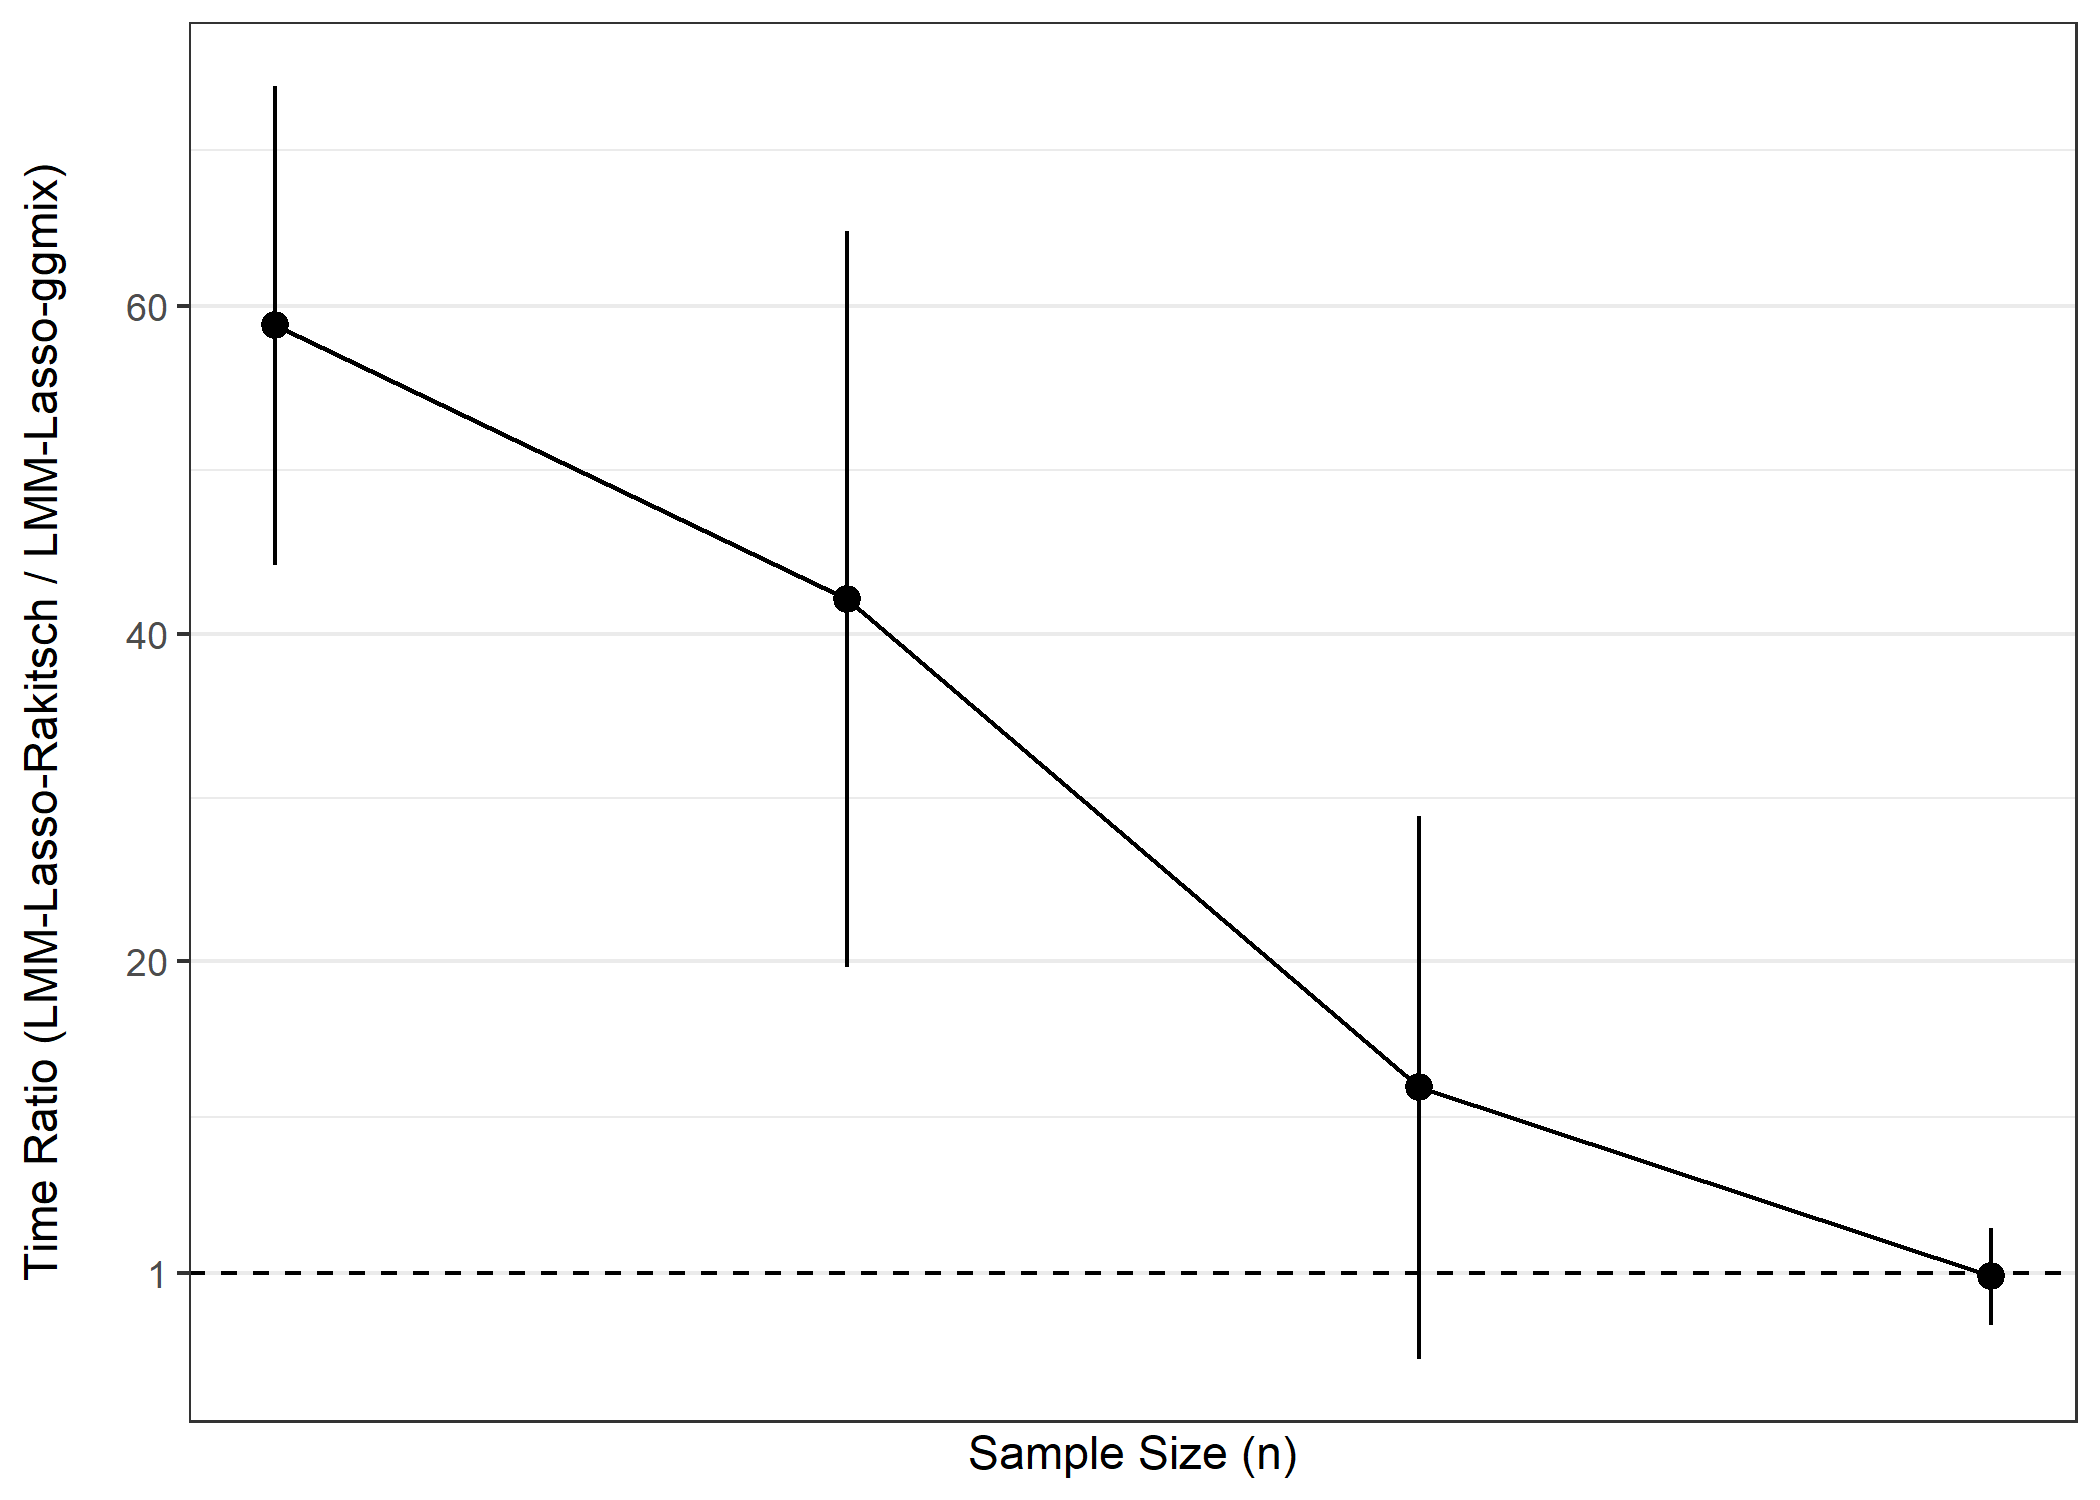 Time Ratio (LMM-Lasso-Rakitsch / LMM-Lasso-ggmix)
60
40
20
1
Sample Size (n)